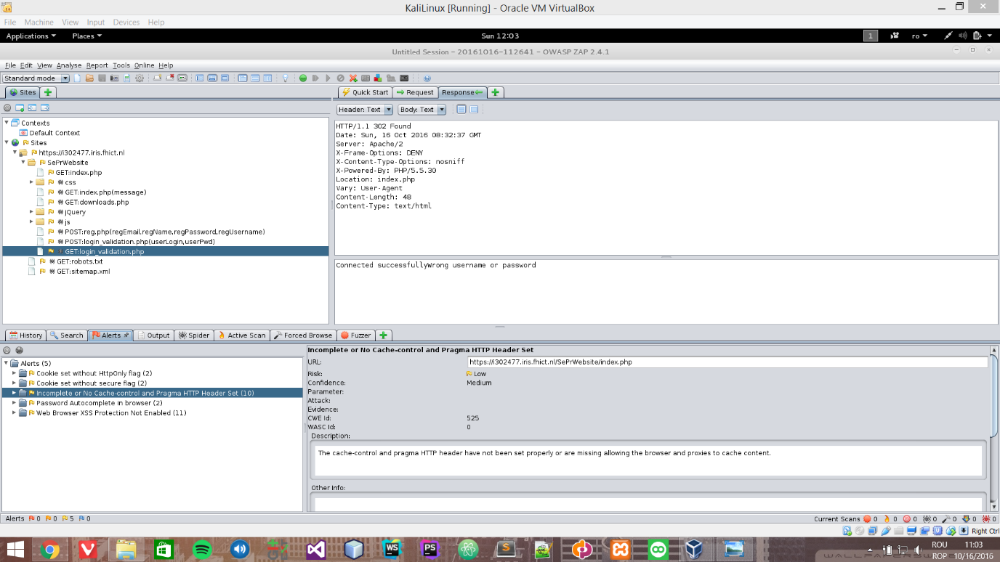 KaliLinux [Running] - Oracle VM VirtualBox
File Machine View Input Devices Help
Applications Places Sun 12:03 1 ro
Untitled Session - 20161016-112641 - OWASP ZAP 2.4.1
File Edit View Analyse Report Tools Online Help
Standard mode
Sites
Quick Start Request Response
Header: Text Body: Text
Contexts
Default Context
Sites
https://i302477.iris.fhict.nl
SePrWebsite
GET:index.php
css
GET:index.php(message)
GET:downloads.php
jQuery
js
POST:reg.php(regEmail,regName,regPassword,regUsername)
POST:login_validation.php(userLogin,userPwd)
GET:login_validation.php
GET:robots.txt
GET:sitemap.xml
HTTP/1.1 302 Found
Date: Sun, 16 Oct 2016 08:32:37 GMT
Server: Apache/2
X-Frame-Options: DENY
X-Content-Type-Options: nosniff
X-Powered-By: PHP/5.5.30
Location: index.php
Vary: User-Agent
Content-Length: 48
Content-Type: text/html
Connected successfullyWrong username or password
History Search Alerts Output Spider Active Scan Forced Browse Fuzzer
Alerts (5)
Cookie set without HttpOnly flag (2)
Cookie set without secure flag (2)
Incomplete or No Cache-control and Pragma HTTP Header Set (10)
Password Autocomplete in browser (2)
Web Browser XSS Protection Not Enabled (11)
Incomplete or No Cache-control and Pragma HTTP Header Set
URL: https://i302477.iris.fhict.nl/SePrWebsite/index.php
Risk: Low
Confidence: Medium
Parameter:
Attack:
Evidence:
CWE Id: 525
WASC Id: 0
Description:
The cache-control and pragma HTTP header have not been set properly or are missing allowing the browser and proxies to cache content.
Other Info:
Alerts 0 0 5 0 Current Scans 0 0 0 0 0 0 0
Right Ctrl
WS PS
ROU 11:03
ROP 10/16/2016